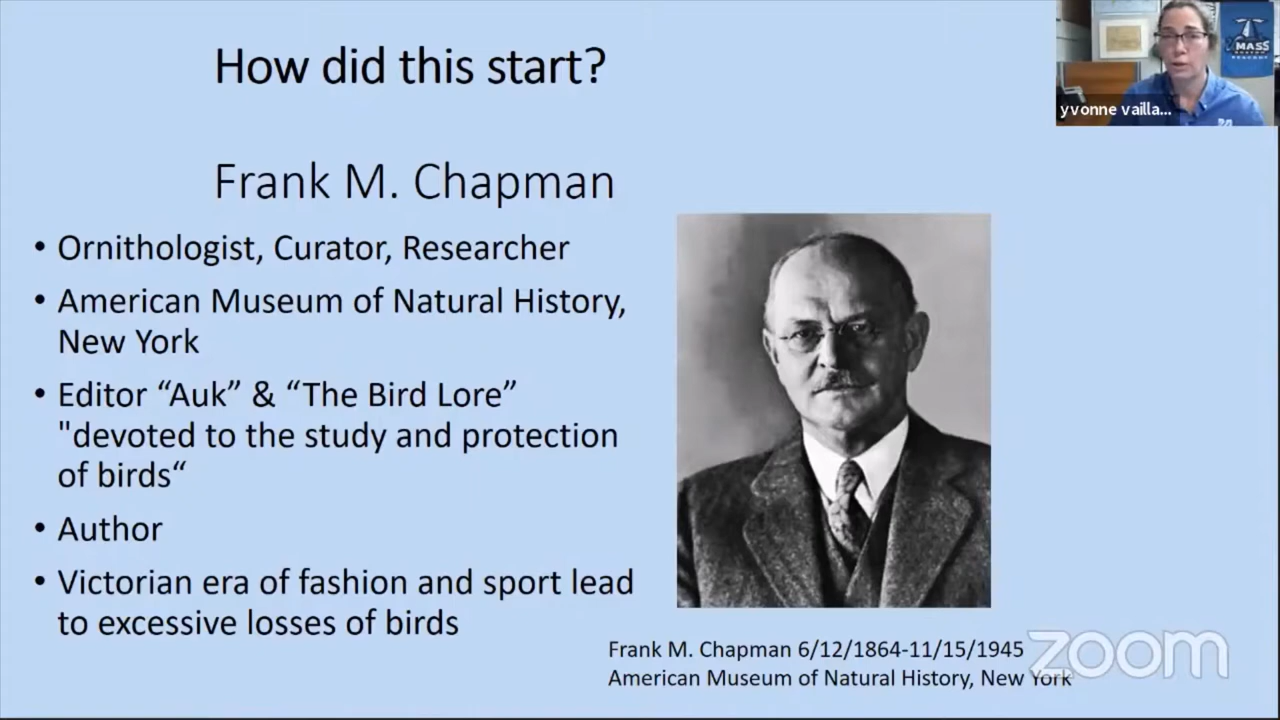 How did this start?
Frank M. Chapman
• Ornithologist, Curator, Researcher
• American Museum of Natural History,
New York
• Editor “Auk” & “The Bird Lore”
"devoted to the study and protection
of birds“
• Author
• Victorian era of fashion and sport lead
to excessive losses of birds
Frank M. Chapman 6/12/1864-11/15/1945
American Museum of Natural History, New York
zoom
yvonne vailla...
MASS